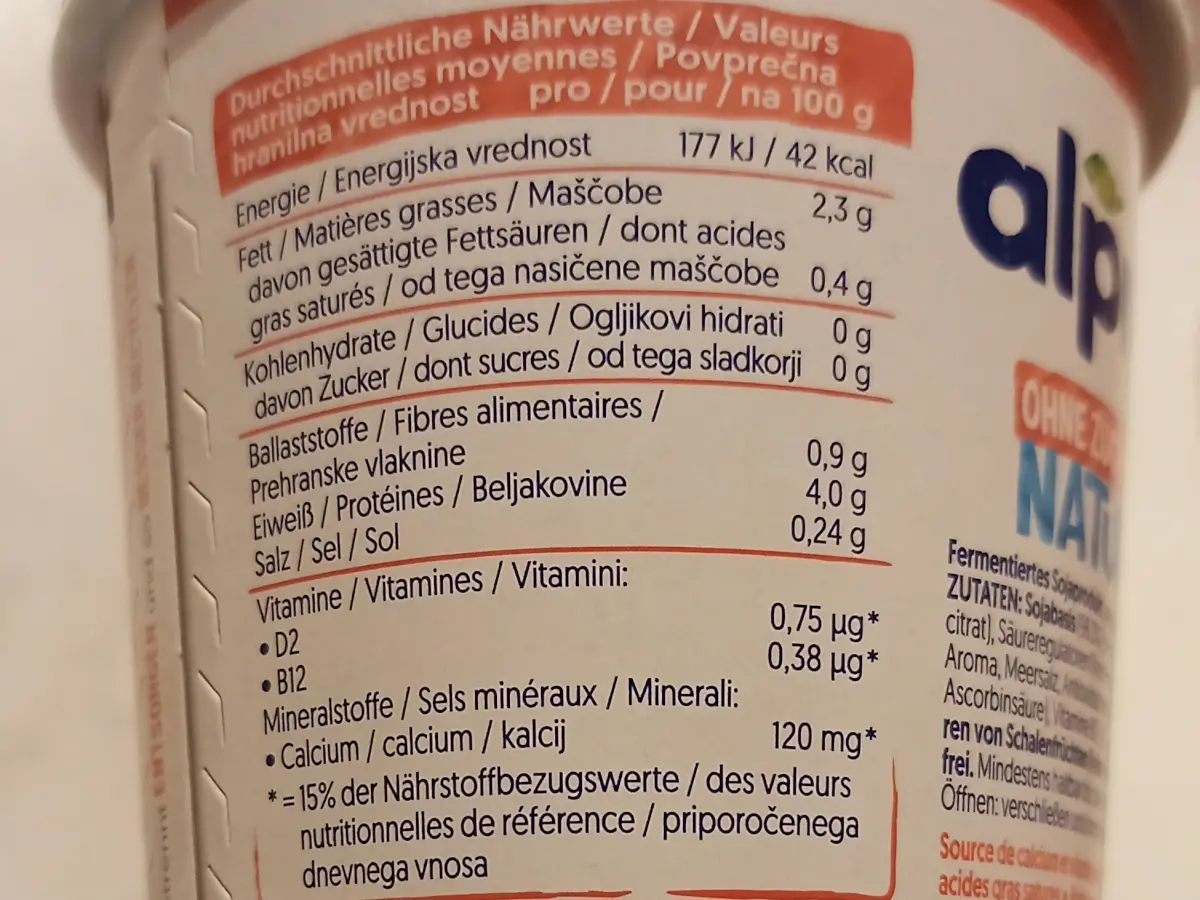 Durchschnittliche Nährwerte / Valeurs
nutritionnelles moyennes / Povprečna
hranilna vrednost pro / pour / na 100 g
Energie / Energijska vrednost 177 kJ / 42 kcal
Fett / Matières grasses / Maščobe 2,3 g
davon gesättigte Fettsäuren / dont acides
gras saturés / od tega nasičene maščobe 0,4 g
Kohlenhydrate / Glucides / Ogljikovi hidrati 0 g
davon Zucker / dont sucres / od tega sladkorji 0 g
Ballaststoffe / Fibres alimentaires /
Prehranske vlaknine 0,9 g
Eiweiß / Protéines / Beljakovine 4,0 g
Salz / Sel / Sol 0,24 g
Vitamine / Vitamines / Vitamini:
• D2 0,75 µg*
• B12 0,38 µg*
Mineralstoffe / Sels minéraux / Minerali:
• Calcium / calcium / kalcij 120 mg*
* = 15% der Nährstoffbezugswerte / des valeurs
nutritionnelles de référence / priporočenega
dnevnega vnosa
alp
OHNE
NATU
Fermentiertes
ZUTATEN: Sojabasis
citrat),
Aroma, Meersalz,
Ascorbinsäure),
ren von Schalenfrüchten
frei. Mindestens
Öffnen: verschließen
Source de calcium
acides gras
ENTSORGEN